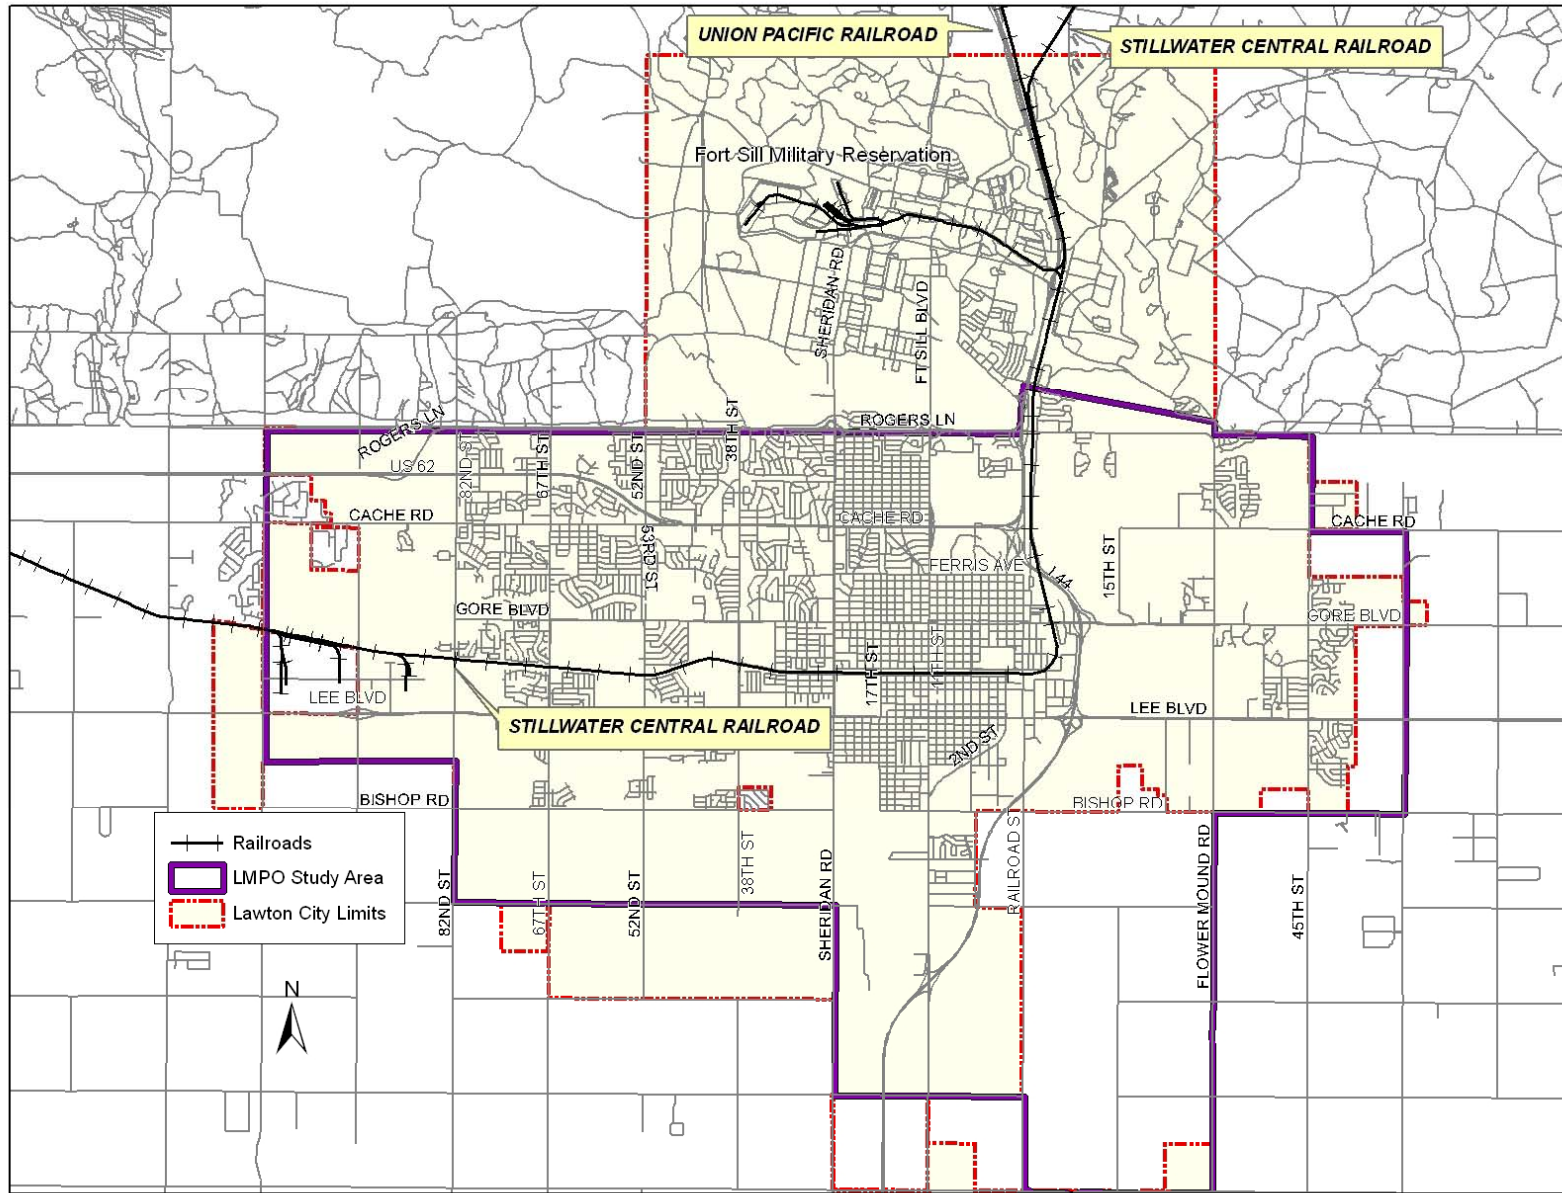 UNION PACIFIC RAILROAD
STILLWATER CENTRAL RAILROAD
Fort Sill Military Reservation
SHERIDAN RD
FT SILL BLVD
ROGERS LN
ROGERS LN
38TH ST
US 62
82ND ST
67TH ST
52ND ST
CACHE RD
CACHE RD
CACHE RD
53RD ST
FERRIS AVE
I-44
15TH ST
GORE BLVD
GORE BLVD
17TH ST
11TH ST
LEE BLVD
LEE BLVD
STILLWATER CENTRAL RAILROAD
2ND ST
BISHOP RD
BISHOP RD
Railroads
LMPO Study Area
Lawton City Limits
82ND ST
67TH ST
52ND ST
38TH ST
SHERIDAN RD
RAILROAD ST
FLOWER MOUND RD
45TH ST
N